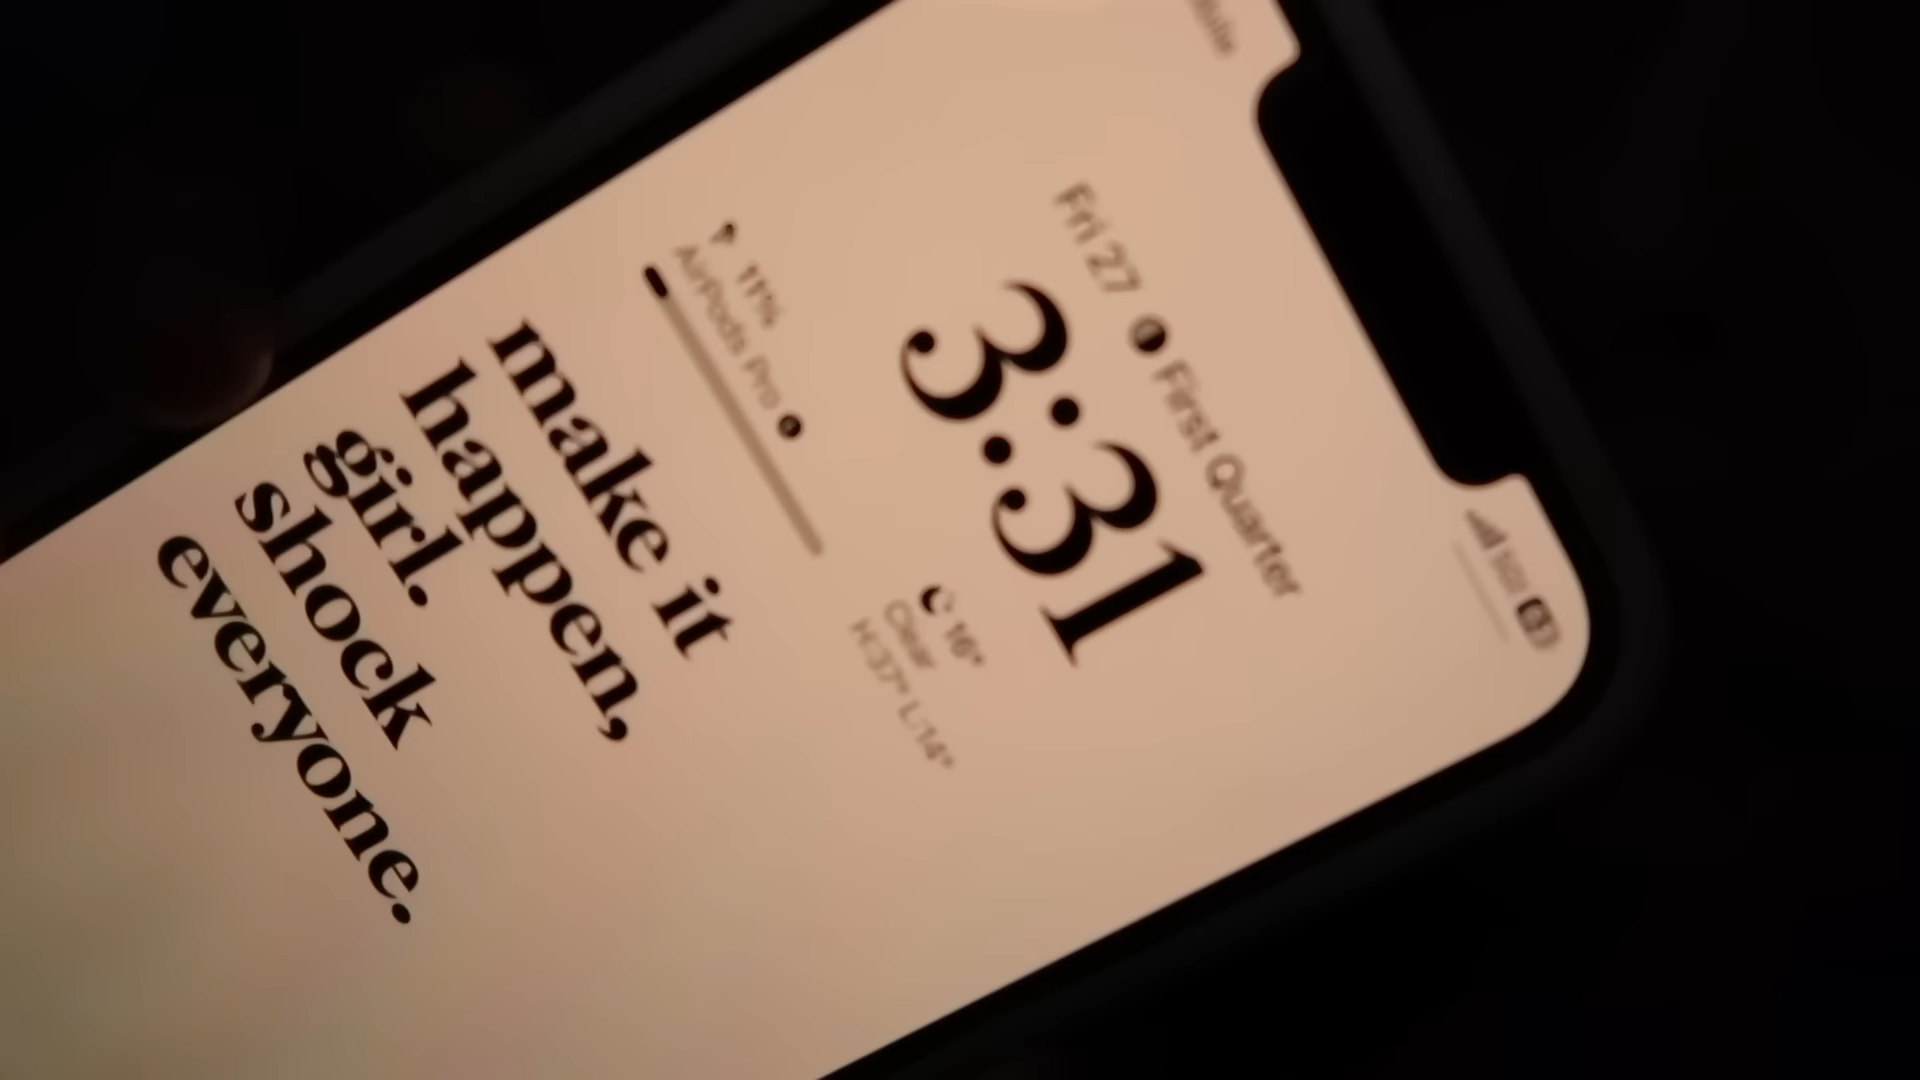 Fri 27 First Quarter
3:31
11%
AirPods Pro
16°
Clear
H:37° L:14°
make it
happen,
girl.
shock
everyone.